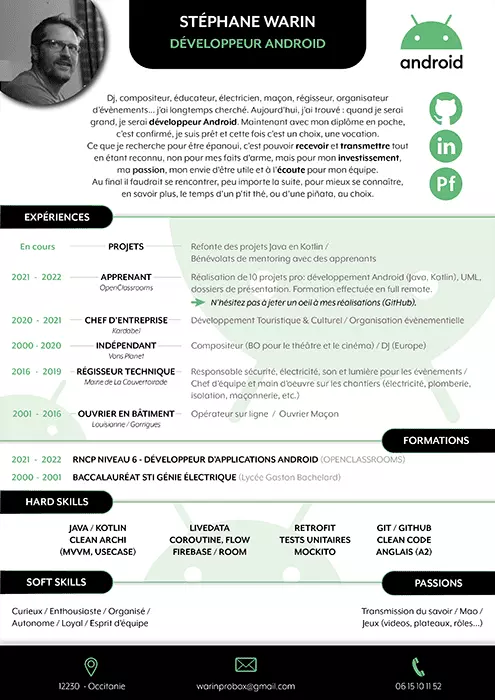 STÉPHANE WARIN
DÉVELOPPEUR ANDROID
android
Dj, compositeur, éducateur, électricien, maçon, régisseur, organisateur
d'évènements... j'ai longtemps cherché. Aujourd'hui, j'ai trouvé : quand je serai
grand, je serai développeur Android. Maintenant avec mon diplôme en poche,
c'est confirmé, je suis prêt et cette fois c'est un choix, une vocation.
Ce que je recherche pour être épanoui, c'est pouvoir recevoir et transmettre tout
en étant reconnu, non pour mes faits d'arme, mais pour mon investissement,
ma passion, mon envie d'être utile et à l'écoute pour mon équipe.
Au final il faudrait se rencontrer, peu importe la suite, pour mieux se connaître,
en savoir plus, le temps d'un p'tit thé, ou d'une piñata, au choix.
in
Pf
EXPÉRIENCES
En cours PROJETS Refonte des projets Java en Kotlin /
Bénévolats de mentoring avec des apprenants
2021 - 2022 APPRENANT Réalisation de 10 projets pro: développement Android (Java, Kotlin), UML,
OpenClassrooms dossiers de présentation. Formation effectuée en full remote.
N'hésitez pas à jeter un oeil à mes réalisations (GitHub).
2020 - 2021 CHEF D'ENTREPRISE Développement Touristique & Culturel / Organisation évènementielle
Kardabel
2000 - 2020 INDÉPENDANT Compositeur (BO pour le théâtre et le cinéma) / DJ (Europe)
Vons Planet
2016 - 2019 RÉGISSEUR TECHNIQUE Responsable sécurité, électricité, son et lumière pour les évènements /
Mairie de La Couvertoirade Chef d'équipe et main d'oeuvre sur les chantiers (électricité, plomberie,
isolation, maçonnerie, etc.)
2001 - 2016 OUVRIER EN BÂTIMENT Opérateur sur ligne / Ouvrier Maçon
Louisianne / Garrigues
FORMATIONS
2021 - 2022 RNCP NIVEAU 6 - DÉVELOPPEUR D'APPLICATIONS ANDROID (OPENCLASSROOMS)
2000 - 2001 BACCALAURÉAT STI GÉNIE ÉLECTRIQUE (Lycée Gaston Bachelard)
HARD SKILLS
JAVA / KOTLIN LIVEDATA RETROFIT GIT / GITHUB
CLEAN ARCHI COROUTINE, FLOW TESTS UNITAIRES CLEAN CODE
(MVVM, USECASE) FIREBASE / ROOM MOCKITO ANGLAIS (A2)
SOFT SKILLS PASSIONS
Curieux / Enthousiaste / Organisé / Transmission du savoir / Mao /
Autonome / Loyal / Esprit d'équipe Jeux (videos, plateaux, rôles...)
12230 - Occitanie warinprobox@gmail.com 06 15 10 11 52